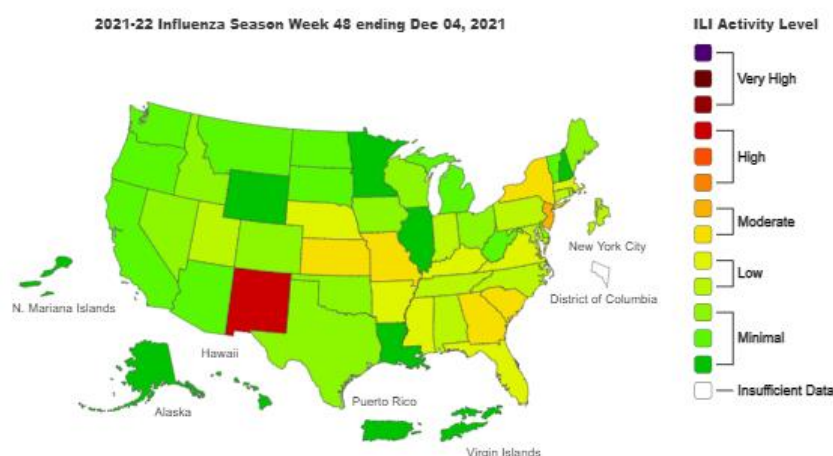 2021-22 Influenza Season Week 48 ending Dec 04, 2021
ILI Activity Level
Very High
High
Moderate
Low
Minimal
Insufficient Data
New York City
District of Columbia
N. Mariana Islands
Hawaii
Alaska
Puerto Rico
Virgin Islands